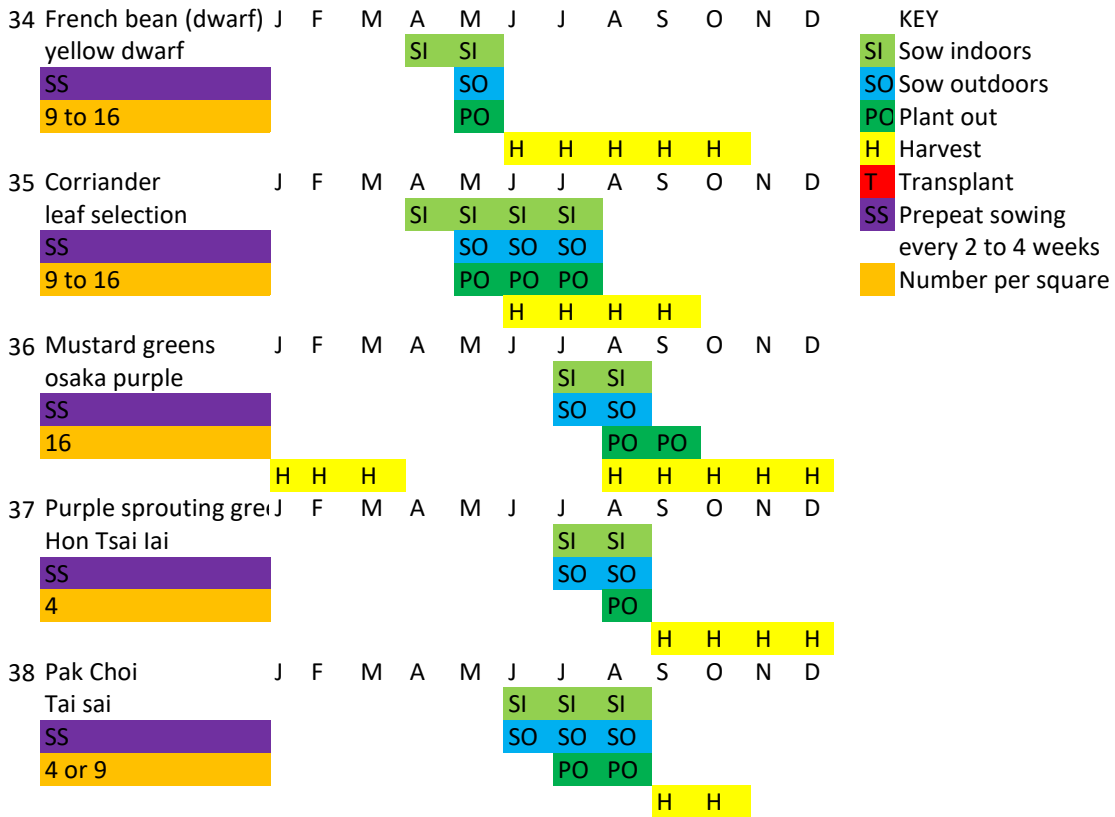 34 French bean (dwarf) J F M A M J J A S O N D KEY
yellow dwarf SI SI SI Sow indoors
SS SO SO Sow outdoors
9 to 16 PO PO Plant out
H H H H H H Harvest
35 Corriander J F M A M J J A S O N D T Transplant
leaf selection SI SI SI SI SS Prepeat sowing
SS SO SO SO every 2 to 4 weeks
9 to 16 PO PO PO Number per square
H H H H
36 Mustard greens J F M A M J J A S O N D
osaka purple SI SI
SS SO SO
16 PO PO
H H H H H H H H
37 Purple sprouting gree J F M A M J J A S O N D
Hon Tsai Iai SI SI
SS SO SO
4 PO
H H H H
38 Pak Choi J F M A M J J A S O N D
Tai sai SI SI SI
SS SO SO SO
4 or 9 PO PO
H H